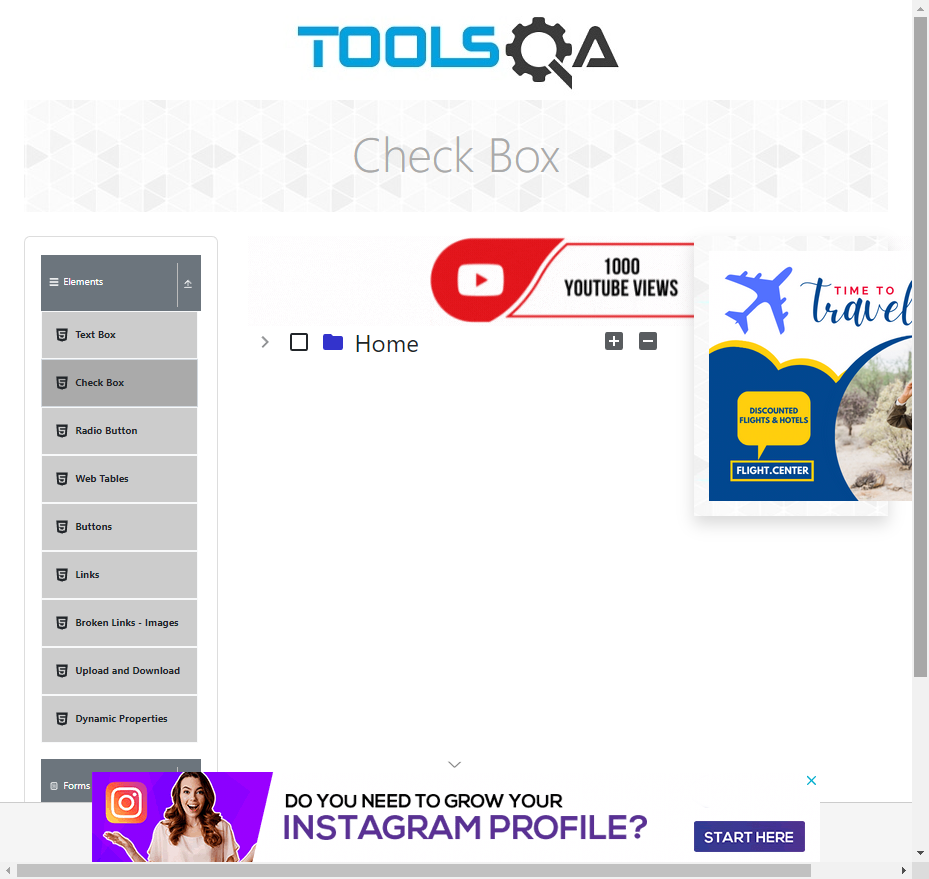 TOOLSQA
Check Box
Elements
Text Box
Check Box
Radio Button
Web Tables
Buttons
Links
Broken Links - Images
Upload and Download
Dynamic Properties
Forms
1000
YOUTUBE VIEWS
Home
TIME TO
travel
DISCOUNTED
FLIGHTS & HOTELS
FLIGHT.CENTER
DO YOU NEED TO GROW YOUR
INSTAGRAM PROFILE?
START HERE